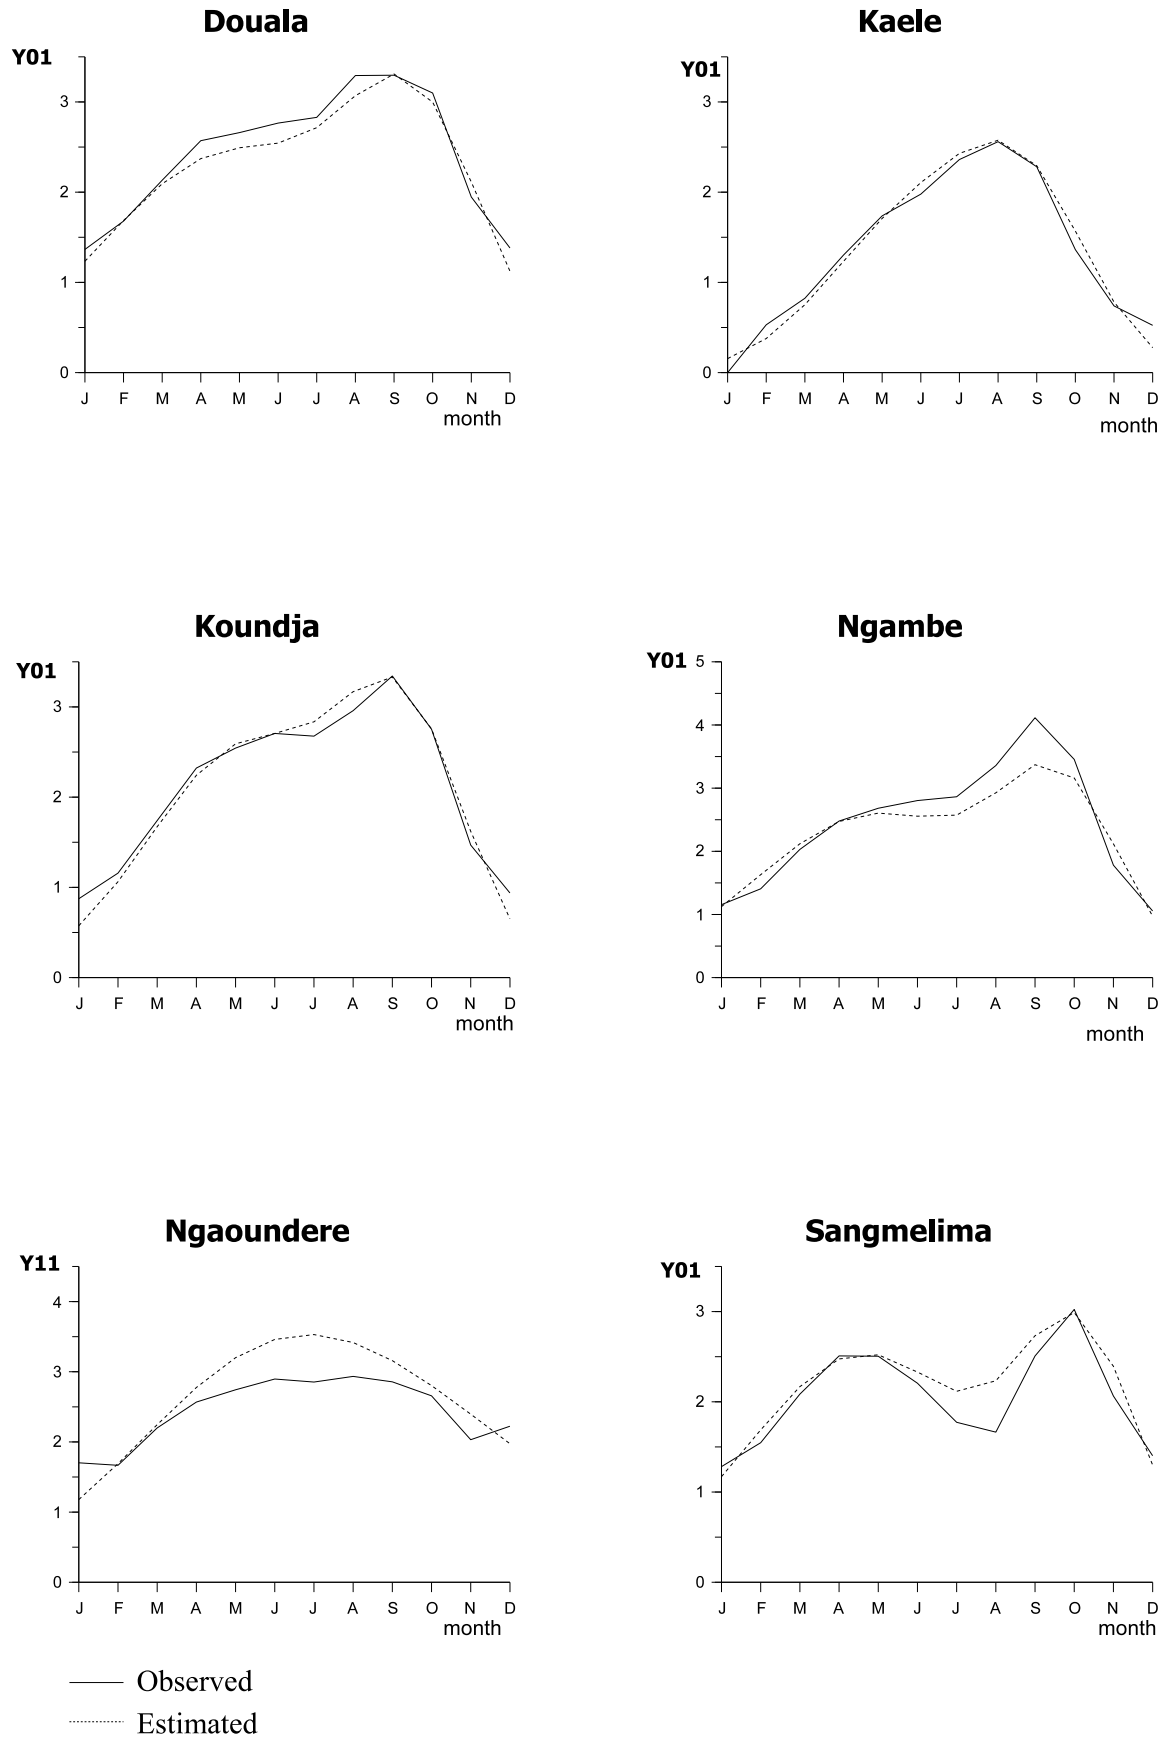 Douala
Y01
3
2
1
0
J F M A M J J A S O N D
month
Kaele
Y01
3
2
1
0
J F M A M J J A S O N D
month
Koundja
Y01
3
2
1
0
J F M A M J J A S O N D
month
Ngambe
Y01
5
4
3
2
1
0
J F M A M J J A S O N D
month
Ngaoundere
Y11
4
3
2
1
0
J F M A M J J A S O N D
month
Sangmelima
Y01
3
2
1
0
J F M A M J J A S O N D
month
Observed
Estimated